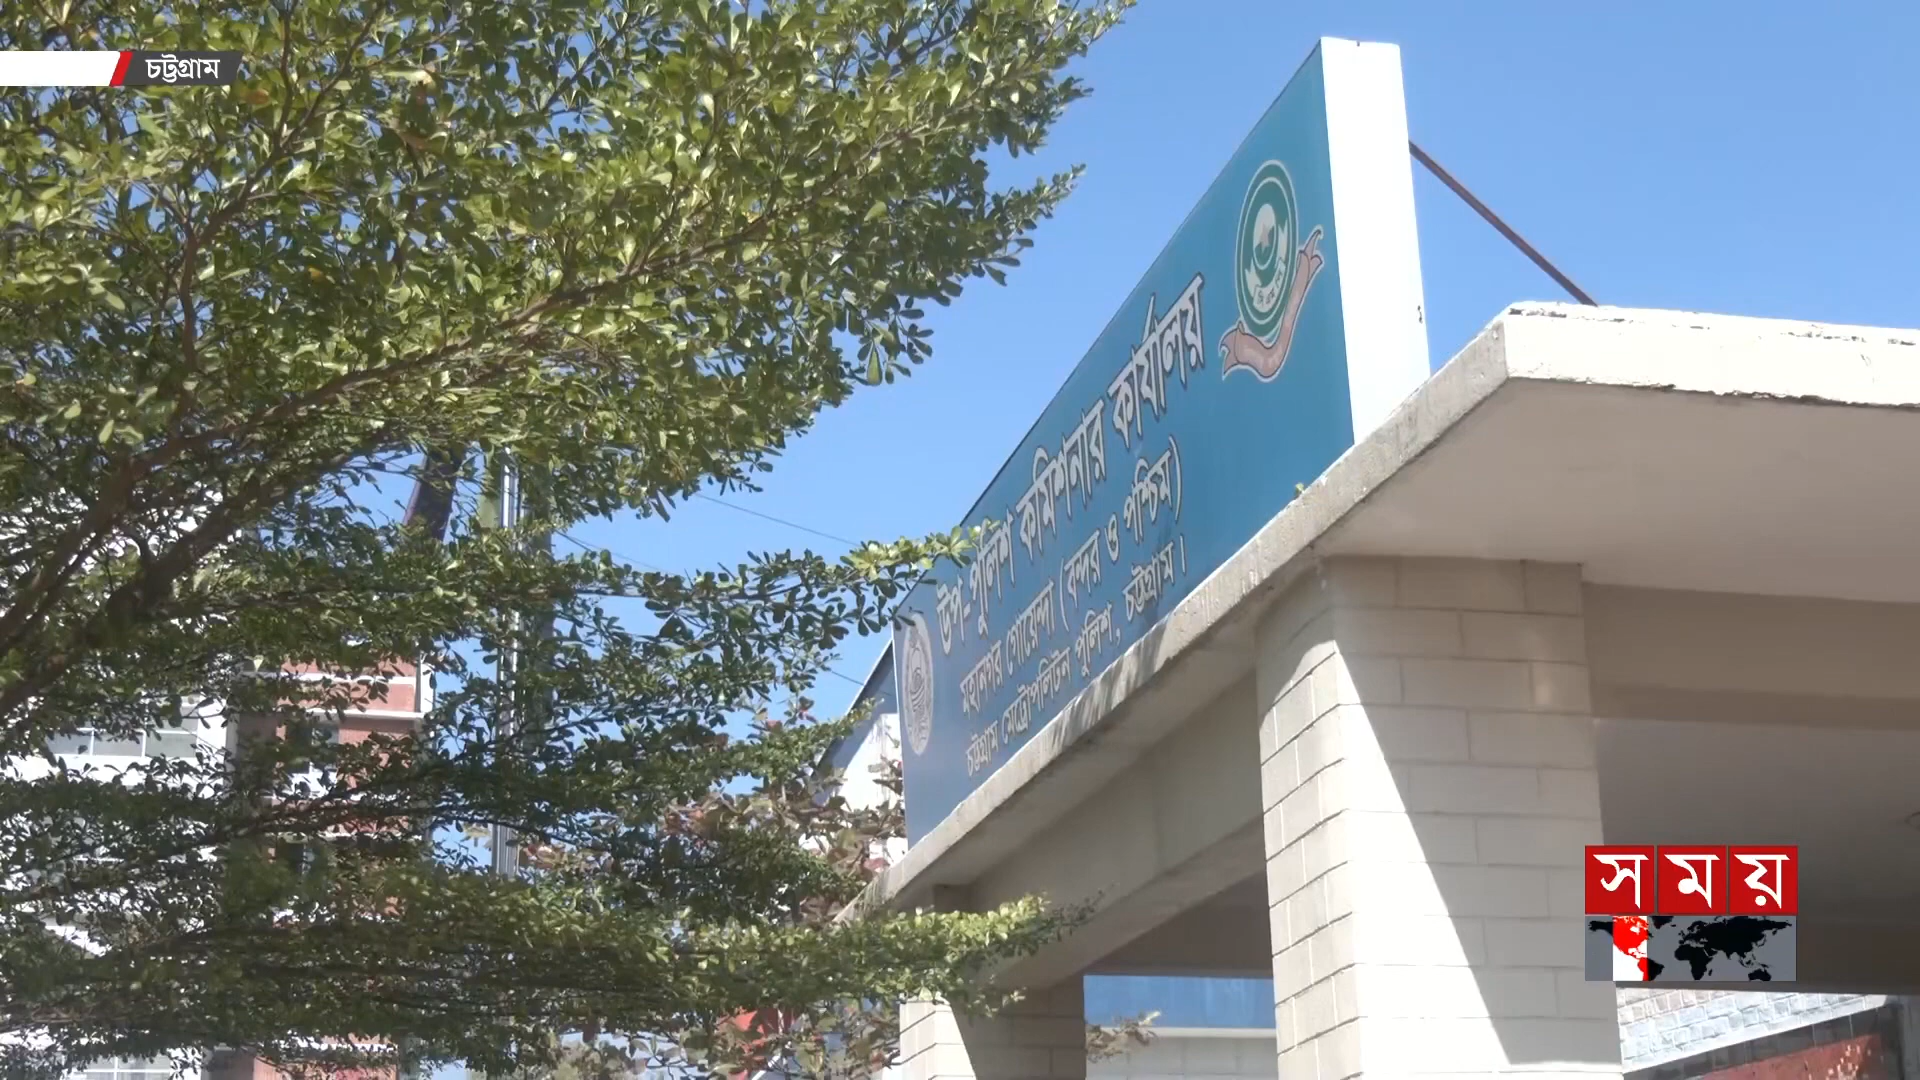 চট্টগ্রাম
উপ-পুলিশ কমিশনার কার্যালয়
মহানগর গোয়েন্দা (বন্দর ও পশ্চিম)
চট্টগ্রাম মেট্রোপলিটন পুলিশ, চট্টগ্রাম।
সময়